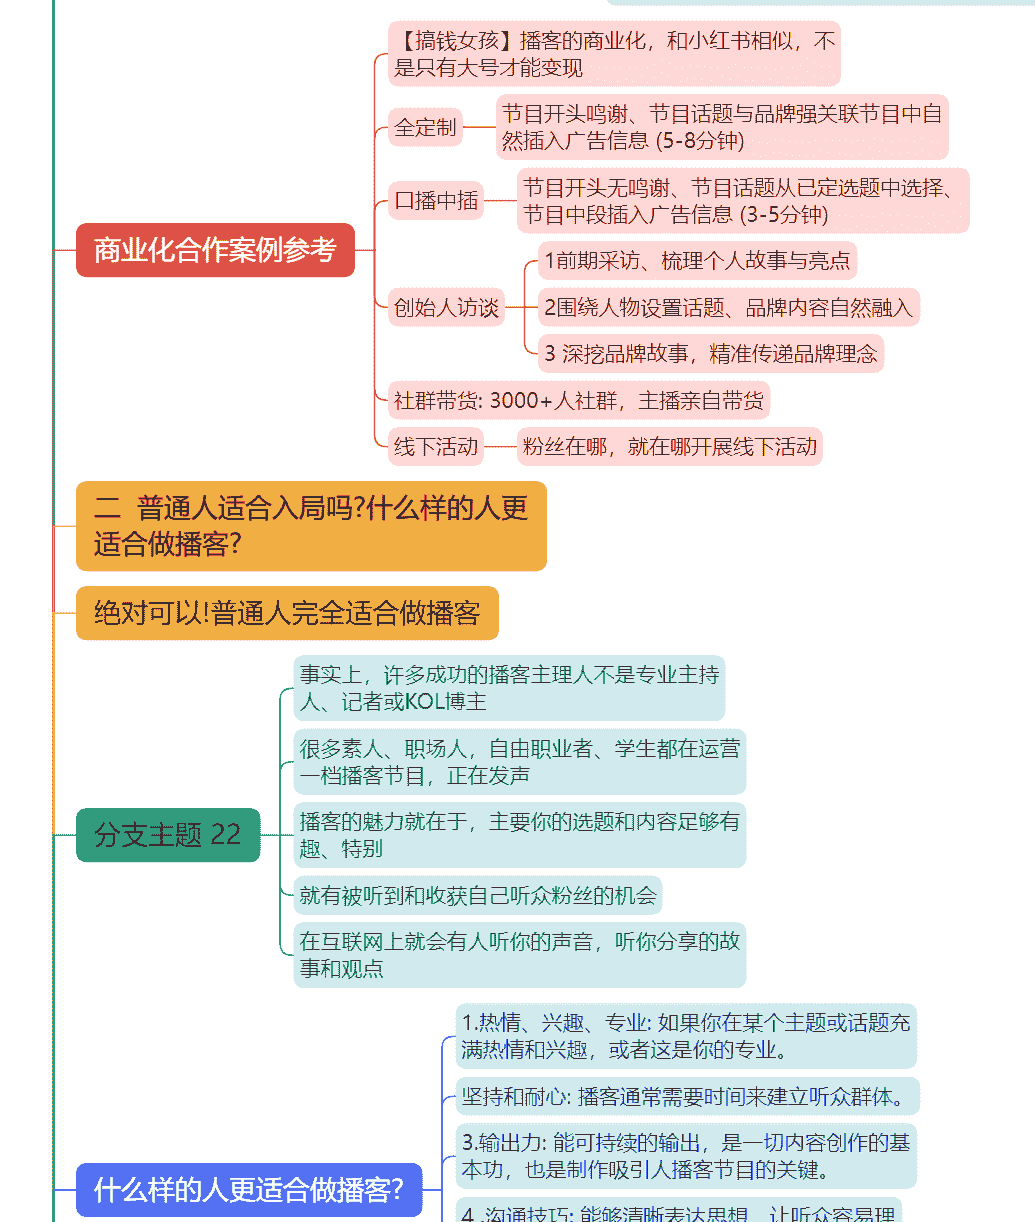 商业化合作案例参考
【搞钱女孩】播客的商业化，和小红书相似，不
是只有大号才能变现
全定制
节目开头鸣谢、节目话题与品牌强关联节目中自
然插入广告信息 (5-8分钟)
口播中插
节目开头无鸣谢、节目话题从已定选题中选择、
节目中段插入广告信息 (3-5分钟)
创始人访谈
1前期采访、梳理个人故事与亮点
2围绕人物设置话题、品牌内容自然融入
3 深挖品牌故事，精准传递品牌理念
社群带货: 3000+人社群，主播亲自带货
线下活动
粉丝在哪，就在哪开展线下活动
二 普通人适合入局吗?什么样的人更
适合做播客?
绝对可以!普通人完全适合做播客
分支主题 22
事实上，许多成功的播客主理人不是专业主持
人、记者或KOL博主
很多素人、职场人，自由职业者、学生都在运营
一档播客节目，正在发声
播客的魅力就在于，主要你的选题和内容足够有
趣、特别
就有被听到和收获自己听众粉丝的机会
在互联网上就会有人听你的声音，听你分享的故
事和观点
什么样的人更适合做播客?
1.热情、兴趣、专业: 如果你在某个主题或话题充
满热情和兴趣，或者这是你的专业。
坚持和耐心: 播客通常需要时间来建立听众群体。
3.输出力: 能可持续的输出，是一切内容创作的基
本功，也是制作吸引人播客节目的关键。
4 .沟通技巧: 能够清晰表达思想，让听众容易理